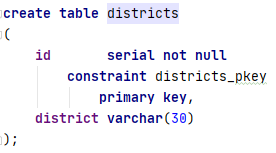 create table districts
(
id serial not null
constraint districts_pkey
primary key,
district varchar(30)
);